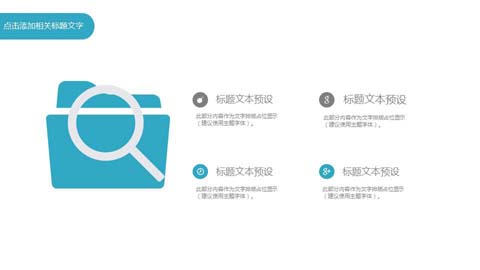 点击添加相关标题文字
标题文本预设
此部分内容作为文字排版占位显示
（建议使用主题字体）。
标题文本预设
此部分内容作为文字排版占位显示
（建议使用主题字体）。
标题文本预设
此部分内容作为文字排版占位显示
（建议使用主题字体）。
标题文本预设
此部分内容作为文字排版占位显示
（建议使用主题字体）。